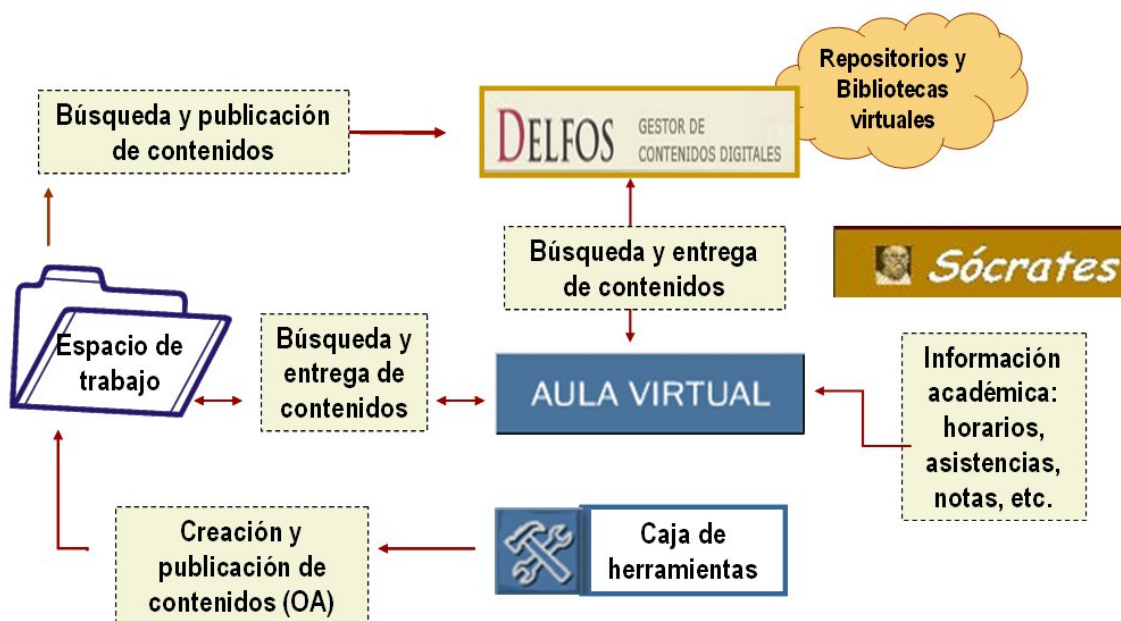 Repositorios y
Bibliotecas
virtuales
Búsqueda y publicación
de contenidos
DELFOS
GESTOR DE
CONTENIDOS DIGITALES
Búsqueda y entrega
de contenidos
Sócrates
Espacio de
trabajo
Búsqueda y
entrega de
contenidos
AULA VIRTUAL
Información
académica:
horarios,
asistencias,
notas, etc.
Creación y
publicación de
contenidos (OA)
Caja de
herramientas